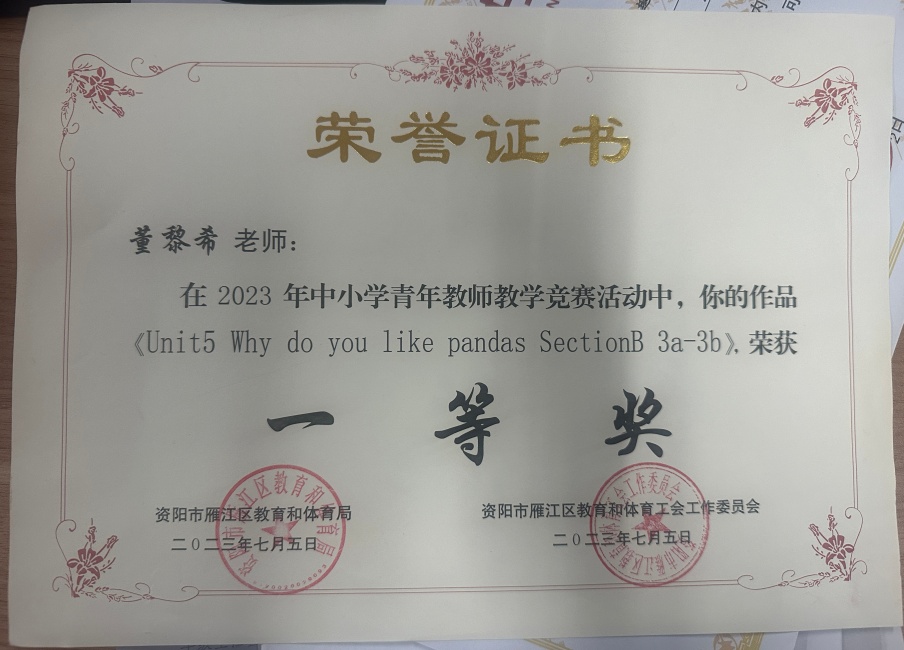 荣誉证书
董黎希 老师：
在 2023 年中小学青年教师教学竞赛活动中，你的作品
《Unit5 Why do you like pandas SectionB 3a-3b》，荣获
一 等 奖
资阳市雁江区教育和体育局
二〇二三年七月五日
资阳市雁江区教育和体育工会工作委员会
二〇二三年七月五日